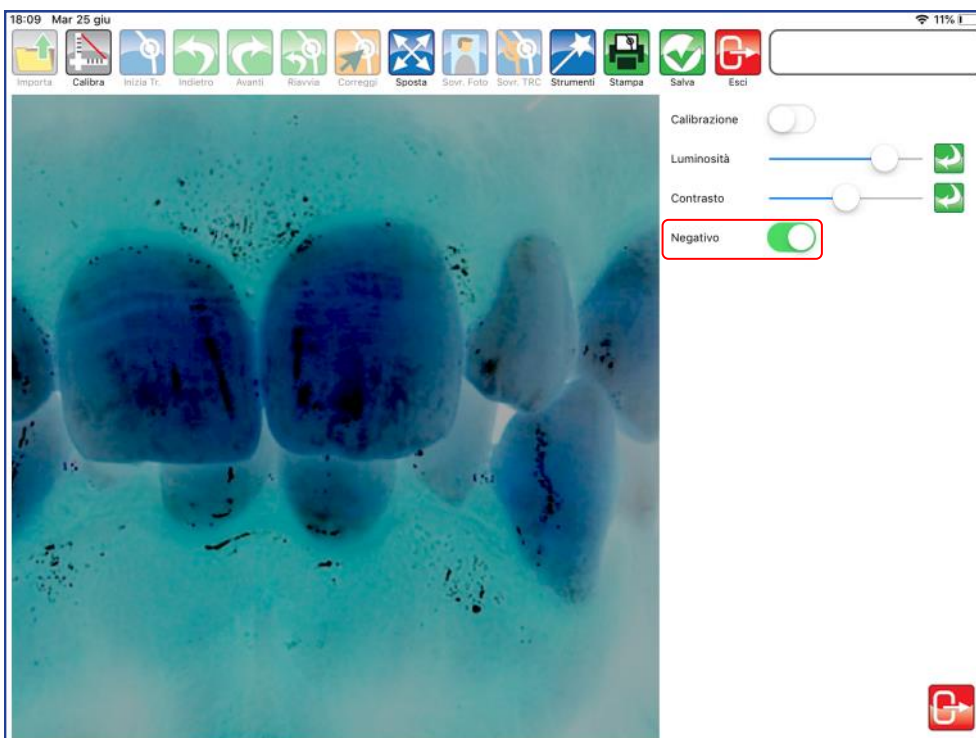 18:09 Mar 25 giu 11%
Importa Calibra Inizia Tr. Indietro Avanti Riavvia Correggi Sposta Sovr. Foto Sovr. TRC Strumenti Stampa Salva Esci
Calibrazione
Luminosità
Contrasto
Negativo